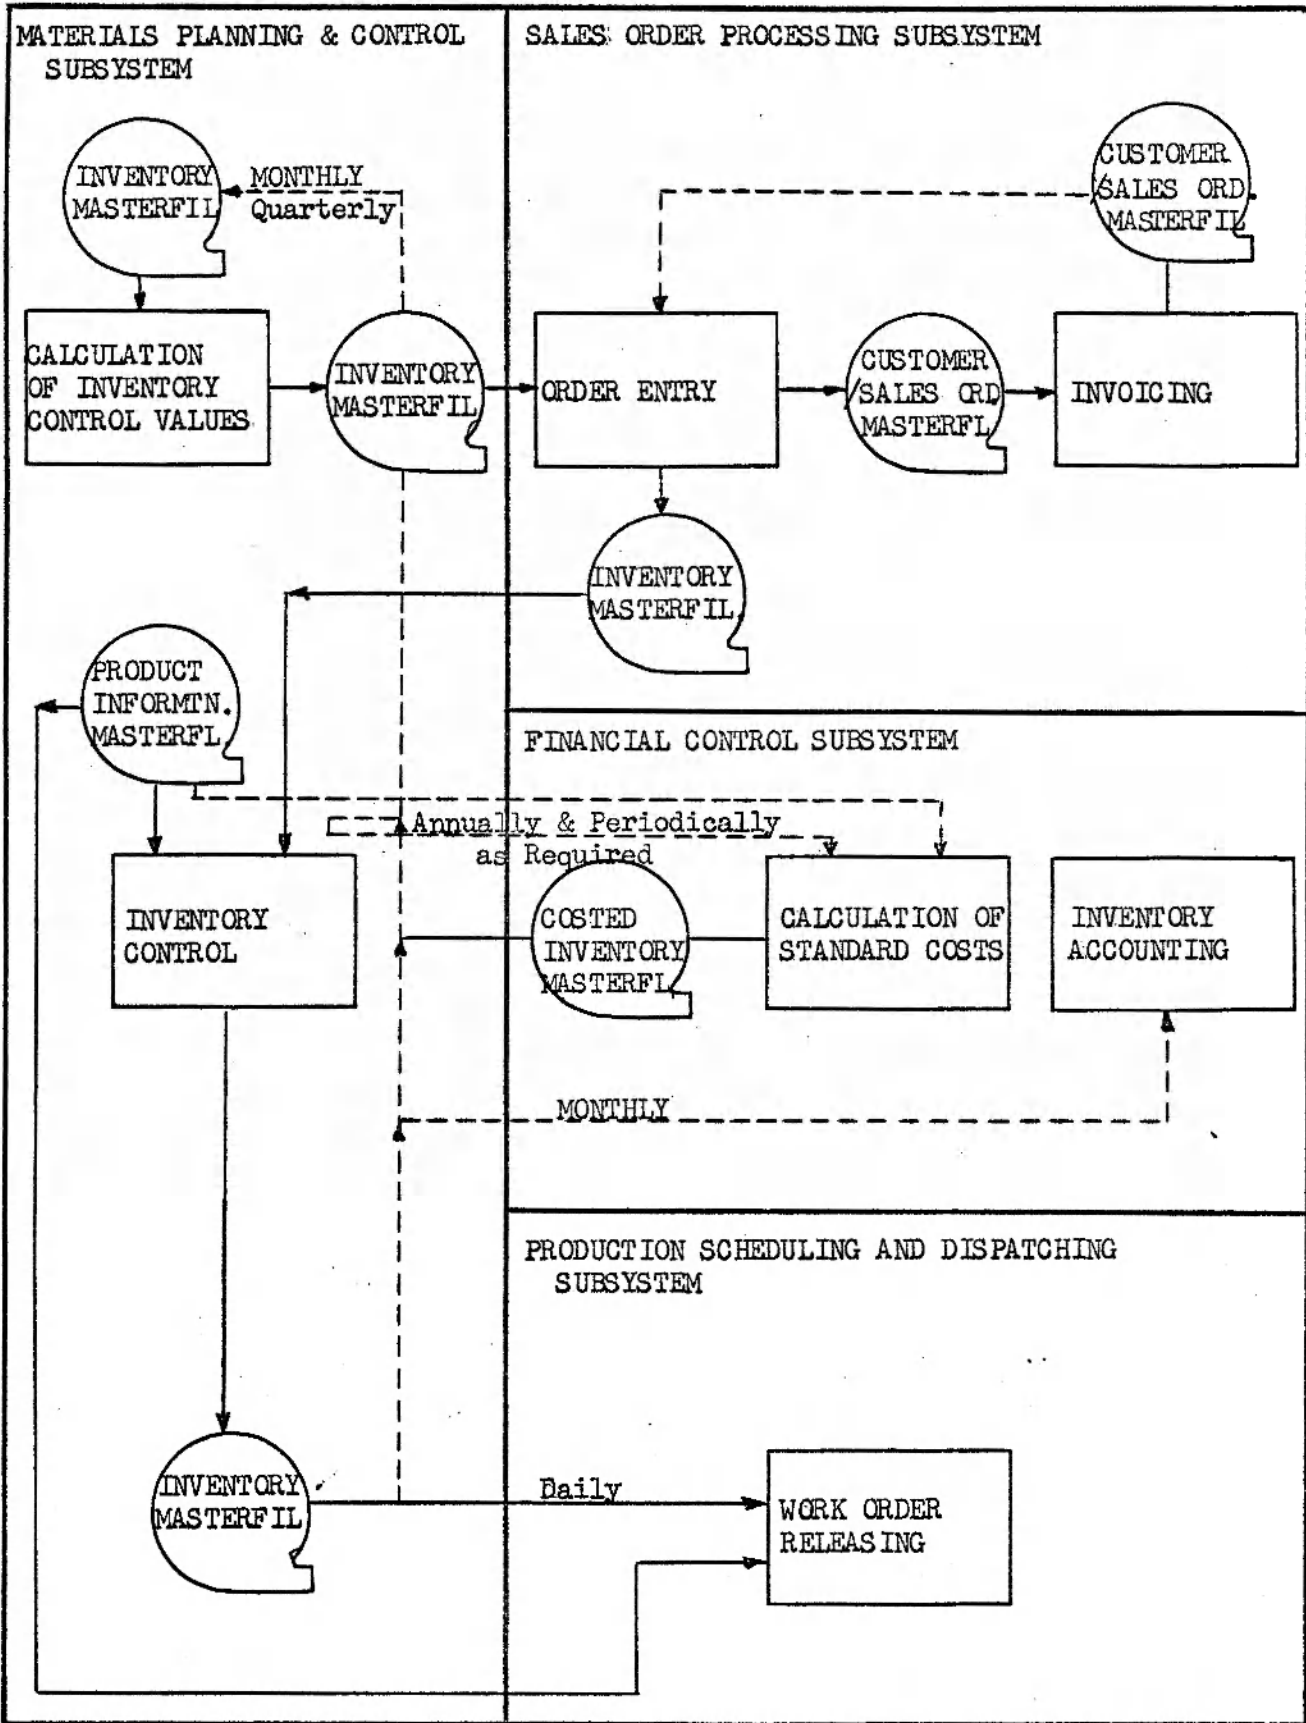 MATERIALS PLANNING & CONTROL
SUBSYSTEM
INVENTORY
MASTERFIL
MONTHLY
Quarterly
CALCULATION
OF INVENTORY
CONTROL VALUES
INVENTORY
MASTERFIL
PRODUCT
INFORMTN.
MASTERFL
INVENTORY
CONTROL
INVENTORY
MASTERFIL
SALES ORDER PROCESSING SUBSYSTEM
CUSTOMER
/SALES ORD.
MASTERFIL
ORDER ENTRY
CUSTOMER
/SALES ORD
MASTERFL
INVOICING
INVENTORY
MASTERFIL
FINANCIAL CONTROL SUBSYSTEM
Annually & Periodically
as Required
COSTED
INVENTORY
MASTERFL
CALCULATION OF
STANDARD COSTS
INVENTORY
ACCOUNTING
MONTHLY
PRODUCTION SCHEDULING AND DISPATCHING
SUBSYSTEM
Daily
WORK ORDER
RELEASING